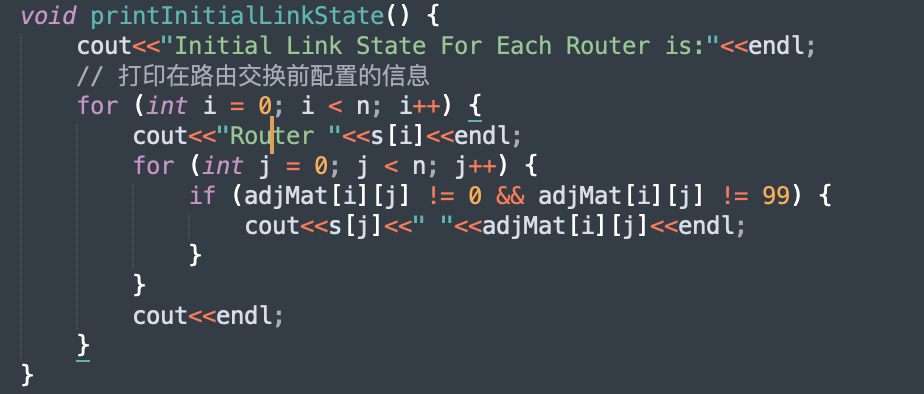 void printInitialLinkState() {
    cout<<"Initial Link State For Each Router is:"<<endl;
    // 打印在路由交换前配置的信息
    for (int i = 0; i < n; i++) {
        cout<<"Router "<<s[i]<<endl;
        for (int j = 0; j < n; j++) {
            if (adjMat[i][j] != 0 && adjMat[i][j] != 99) {
                cout<<s[j]<<" "<<adjMat[i][j]<<endl;
            }
        }
        cout<<endl;
    }
}